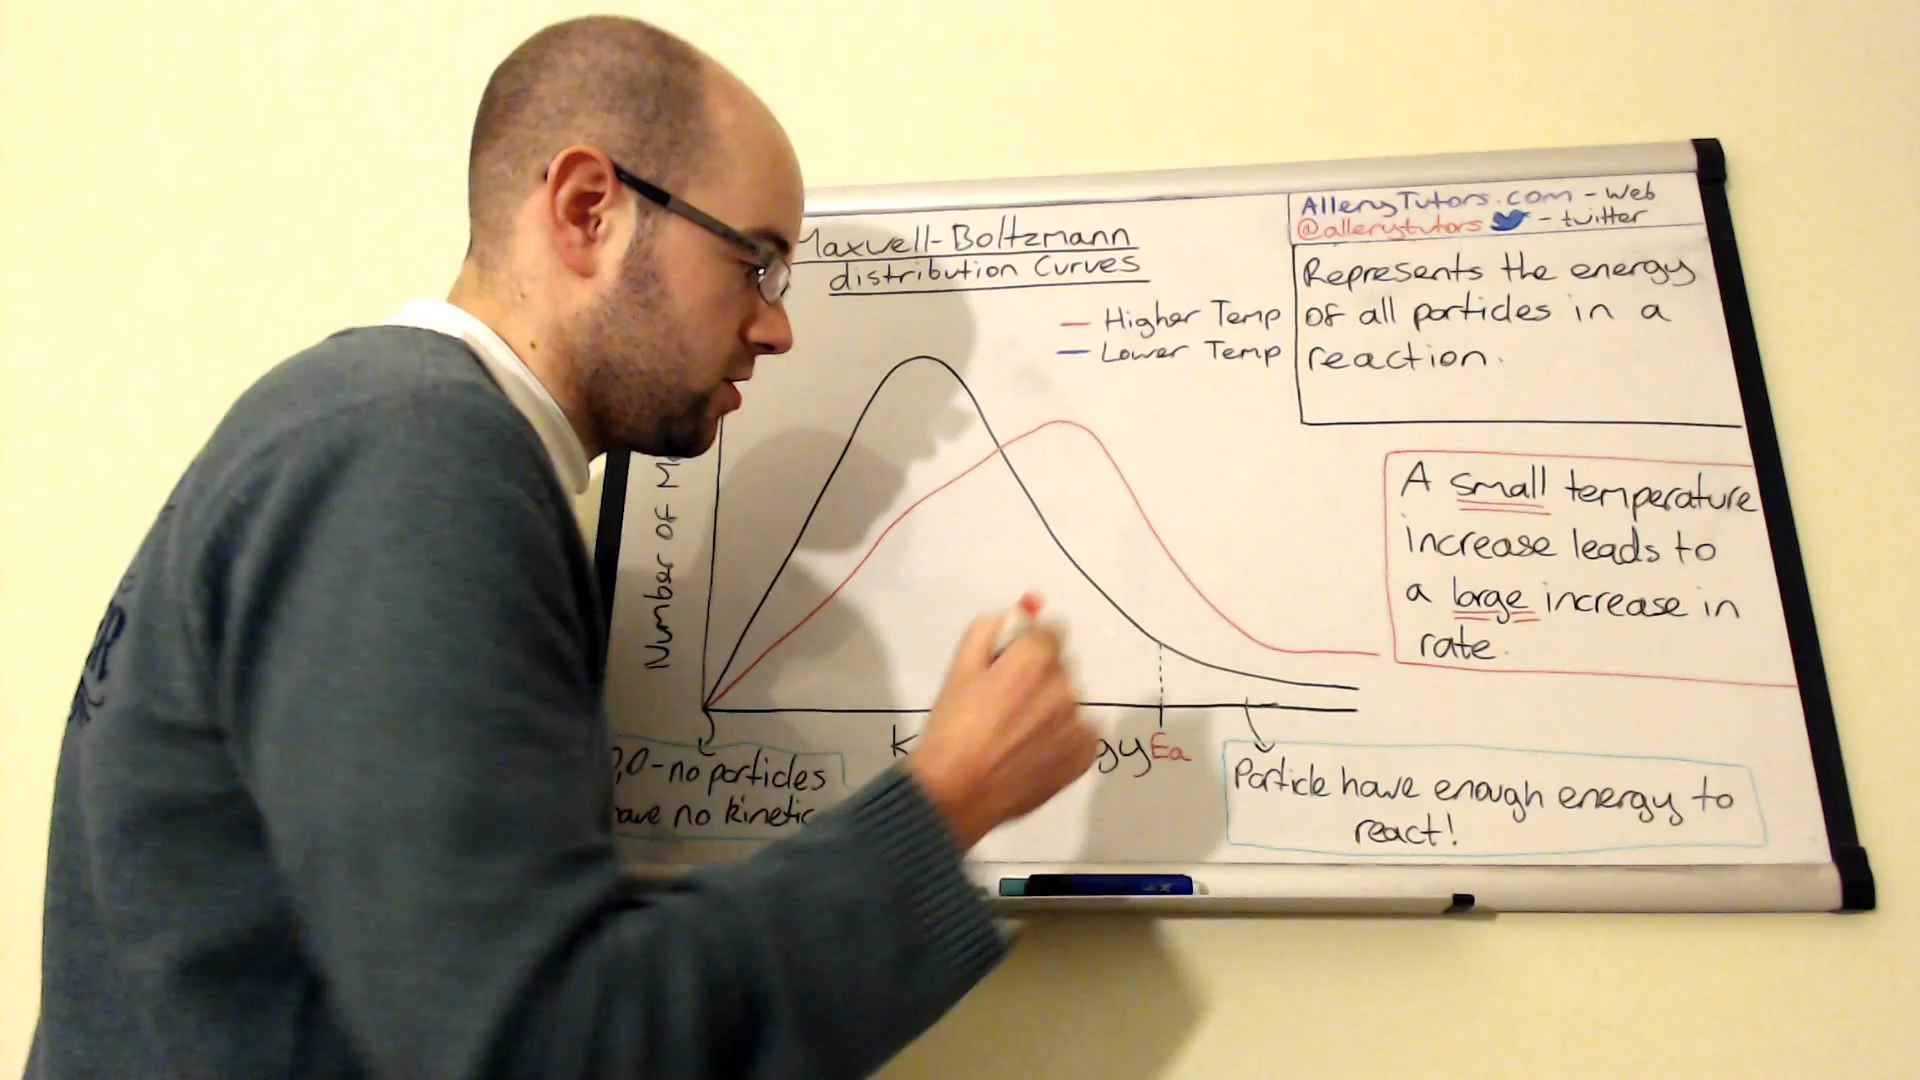 Maxwell-Boltzmann
distribution Curves
AlleryTutors.com - Web
@allerytutors - twitter
Represents the energy
of all particles in a
reaction.
Higher Temp
Lower Temp
A small temperature
increase leads to
a large increase in
rate.
Number of
Ea
0,0 - no particles
have no kinetic
Particle have enough energy to
react!